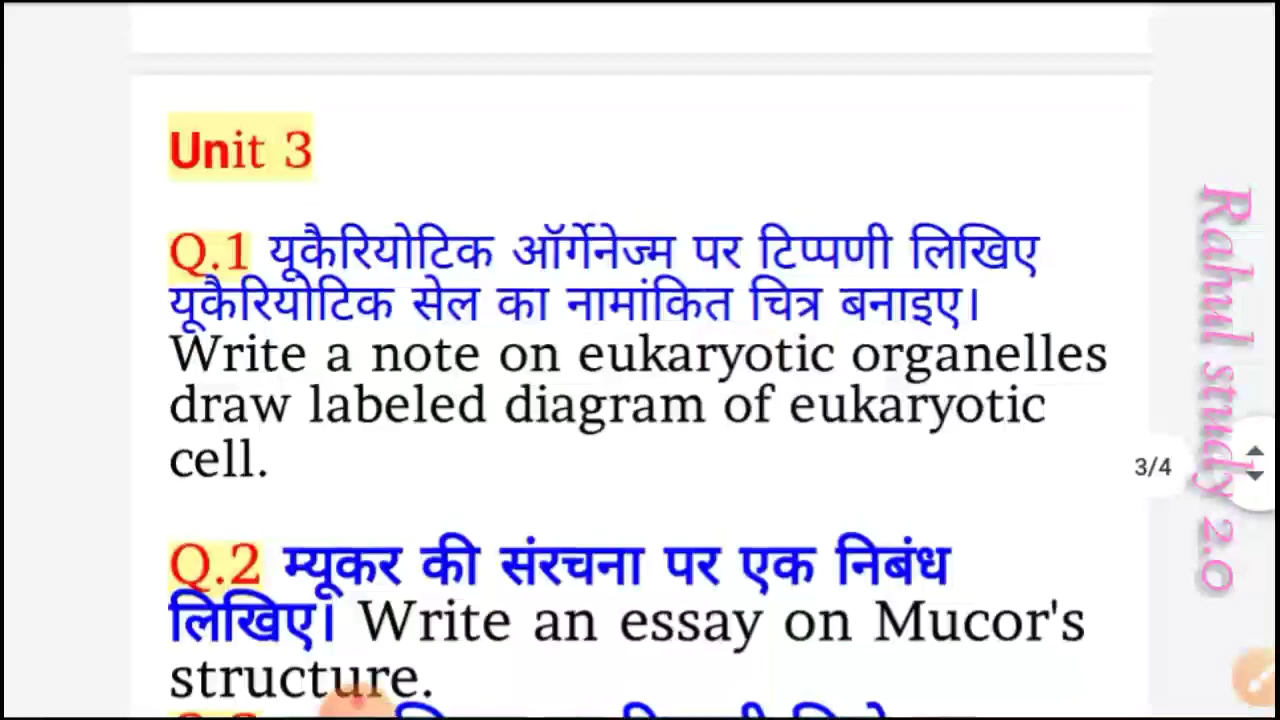 Unit 3
Q.1 यूकैरियोटिक ऑर्गेनेज्म पर टिप्पणी लिखिए
यूकैरियोटिक सेल का नामांकित चित्र बनाइए।
Write a note on eukaryotic organelles
draw labeled diagram of eukaryotic
cell.
3/4
Q.2 म्यूकर की संरचना पर एक निबंध
लिखिए। Write an essay on Mucor's
structure.
Rahul study 2.0